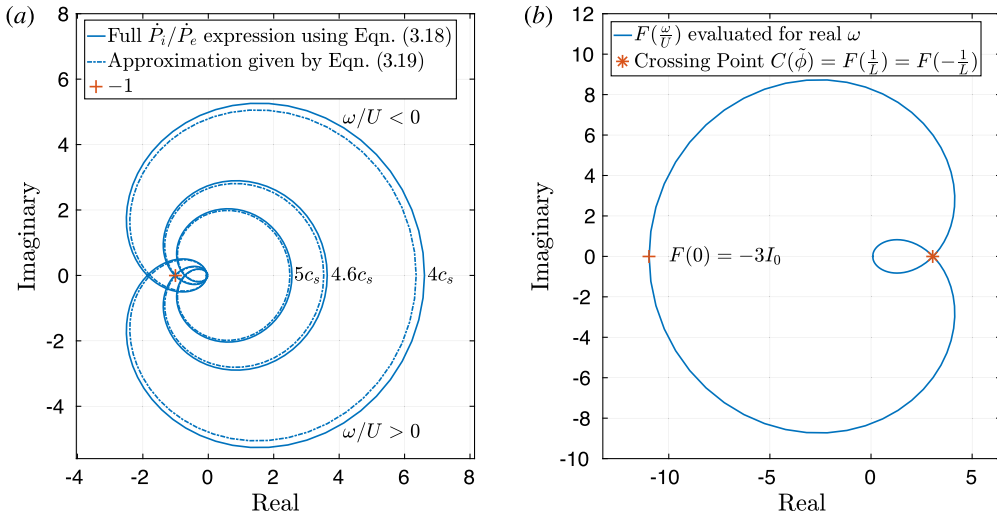 (a)
8
6
4
2
0
-2
-4
-4 -2 0 2 4 6 8
Imaginary
Real
Full Ṗ_i/Ṗ_e expression using Eqn. (3.18)
Approximation given by Eqn. (3.19)
−1
ω/U < 0
5c_s 4.6c_s 4c_s
ω/U > 0
(b)
12
10
8
6
4
2
0
-2
-4
-6
-8
-10
-10 -5 0 5
Imaginary
Real
F(ω/U) evaluated for real ω
Crossing Point C(ϕ̃) = F(1/L) = F(−1/L)
F(0) = −3I_0